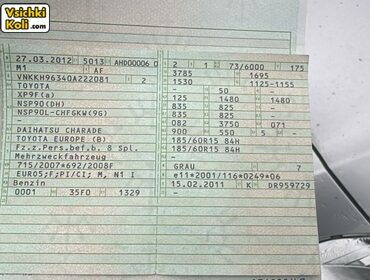 Vsichki
Koli.com
27.03.2012 5013 AHD00006 0
M1 AF
VNKKH96340A222081 2
TOYOTA
XP9F(a)
NSP90(DH)
NSP90L-CHFGKW(9G)
DAIHATSU CHARADE
TOYOTA EUROPE (B)
Fz.z.Pers.bef.b. 8 Spl.
Mehrzweckfahrzeug
715/2007*692/2008F
EURO5;F;PI/CI; M, N1 I
Benzin
0001 35F0 1329
2 1 73/6000 175
3785 1695
1530 1125-1155
- 50 - -
125 1480 - 1480
835 825 -
835 825 -
082 3750 071
900 550 5 -
185/60R15 84H
185/60R15 84H
GRAU 7
e11*2001/116*0249*06
15.02.2011 K DR959729